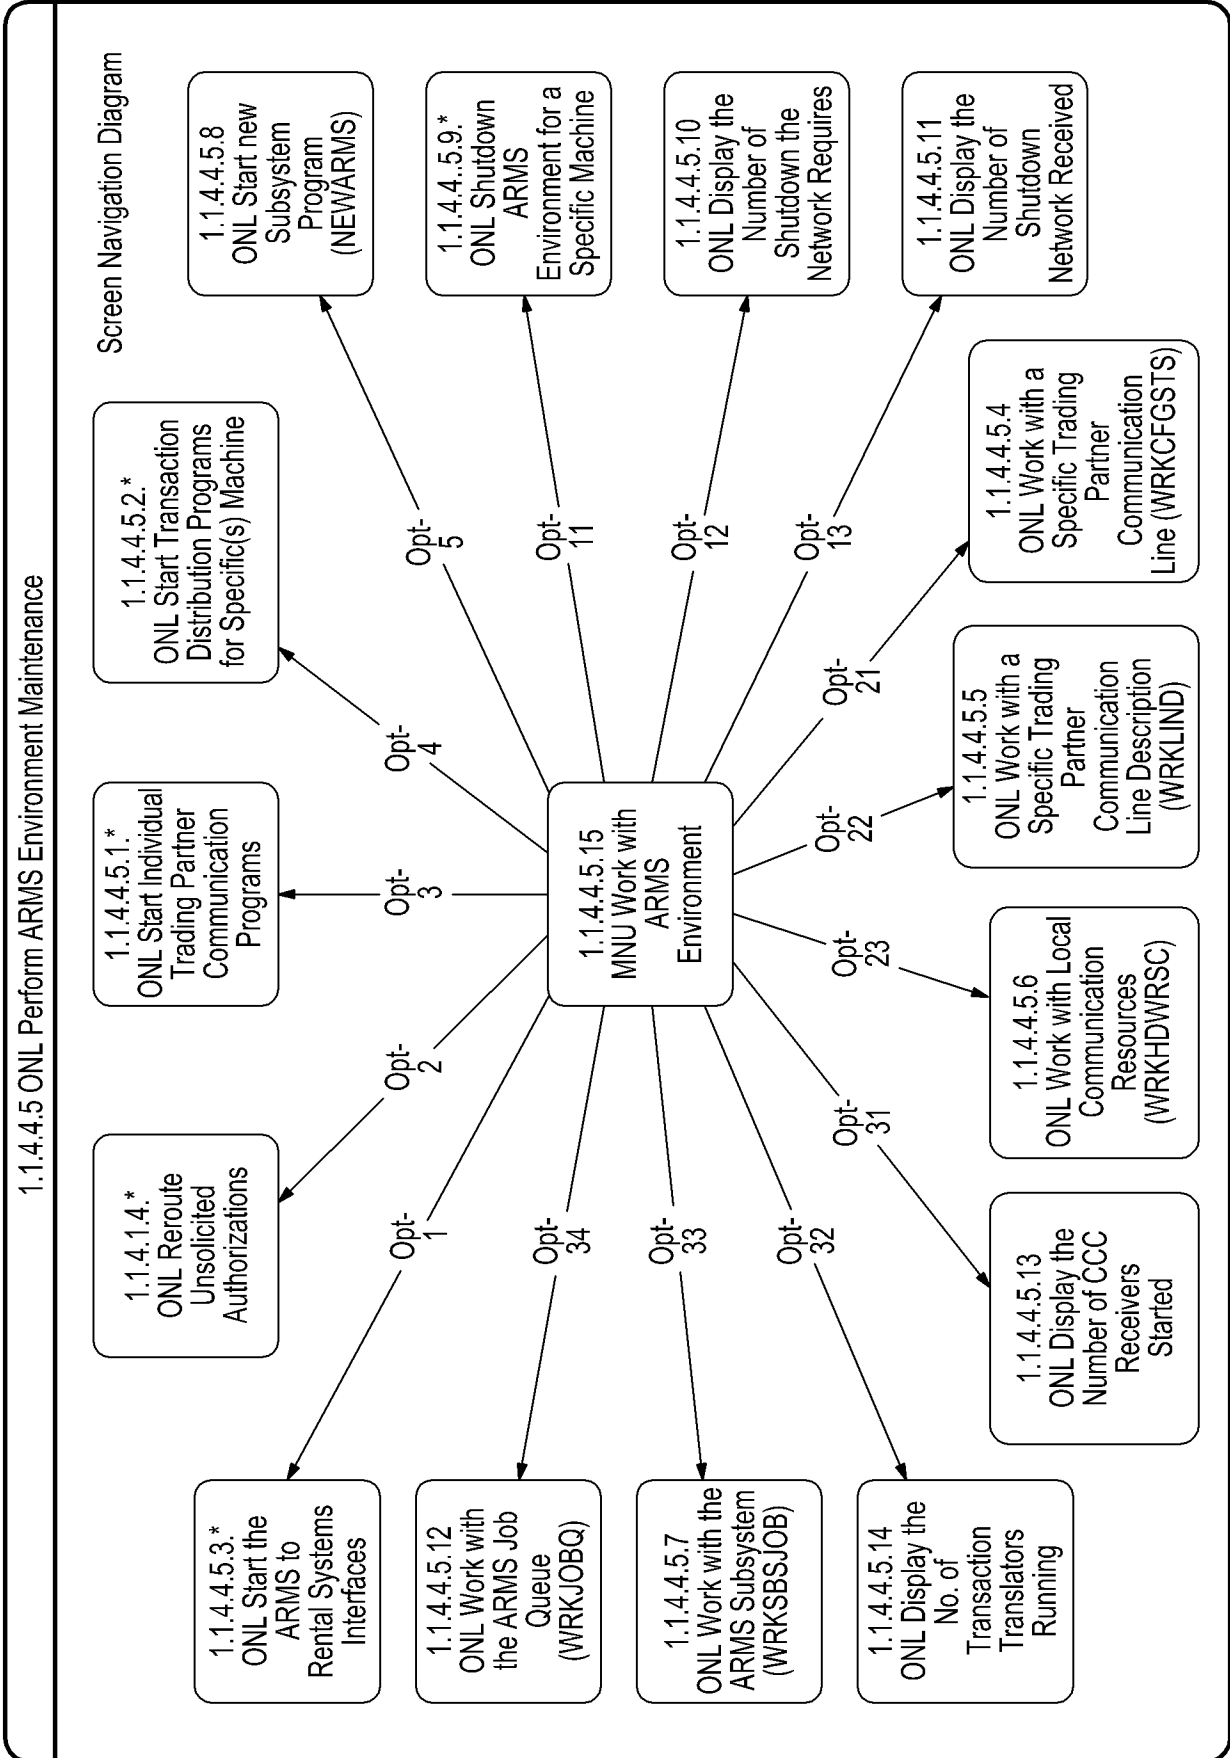 1.1.4.4.5 ONL Perform ARMS Environment Maintenance
Screen Navigation Diagram
1.1.4.4.5.3.*
ONL Start the
ARMS to
Rental Systems
Interfaces
1.1.4.1.4.*
ONL Reroute
Unsolicited
Authorizations
1.1.4.4.5.1.*
ONL Start Individual
Trading Partner
Communication
Programs
1.1.4.4.5.2.*
ONL Start Transaction
Distribution Programs
for Specific(s) Machine
1.1.4.4.5.8
ONL Start new
Subsystem
Program
(NEWARMS)
Opt-
1
Opt-
2
Opt-
3
Opt-
4
Opt-
5
1.1.4.4.5.12
ONL Work with
the ARMS Job
Queue
(WRKJOBQ)
Opt-
34
Opt-
11
1.1.4.4..5.9.*
ONL Shutdown
ARMS
Environment for a
Specific Machine
1.1.4.4.5.15
MNU Work with
ARMS
Environment
1.1.4.4.5.7
ONL Work with the
ARMS Subsystem
(WRKSBSJOB)
Opt-
33
Opt-
12
1.1.4.4.5.10
ONL Display the
Number of
Shutdown the
Network Requires
1.1.4.4.5.14
ONL Display the
No. of
Transaction
Translators
Running
Opt-
32
Opt-
31
Opt-
23
Opt-
22
Opt-
21
Opt-
13
1.1.4.4.5.11
ONL Display the
Number of
Shutdown
Network Received
1.1.4.4.5.13
ONL Display the
Number of CCC
Receivers
Started
1.1.4.4.5.6
ONL Work with Local
Communication
Resources
(WRKHDWRSC)
1.1.4.4.5.5
ONL Work with a
Specific Trading
Partner
Communication
Line Description
(WRKLIND)
1.1.4.4.5.4
ONL Work with a
Specific Trading
Partner
Communication
Line (WRKCFGSTS)